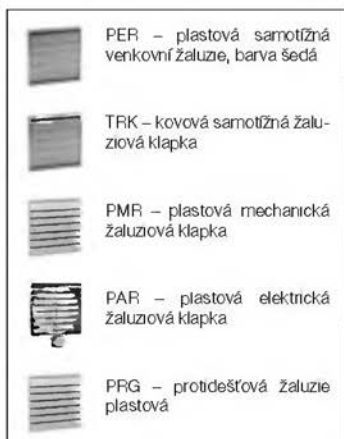 PER – plastová samotížná
venkovní žaluzie, barva šedá
TRK – kovová samotížná žalu-
ziová klapka
PMR – plastová mechanická
žaluziová klapka
PAR – plastová elektrická
žaluziová klapka
PRG – protidešťová žaluzie
plastová